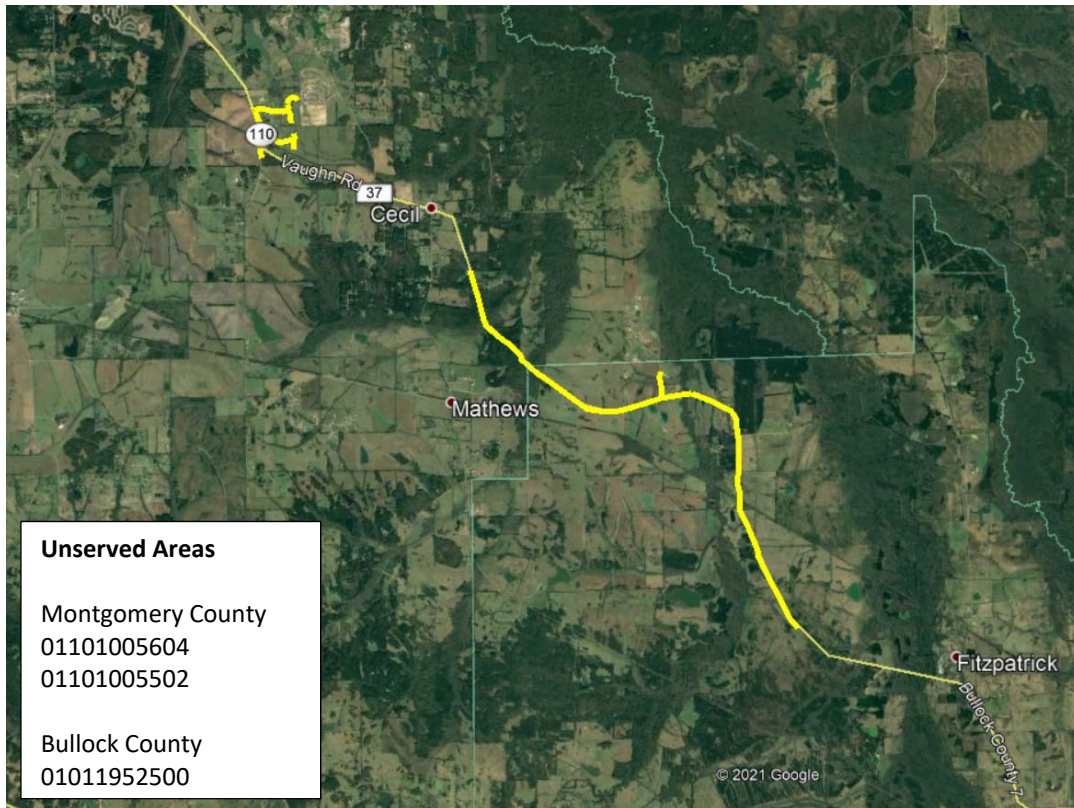 110
Vaughn Rd
37
Cecil
Mathews
Unserved Areas
Montgomery County
01101005604
01101005502
Bullock County
01011952500
Fitzpatrick
Bullock County 7
© 2021 Google